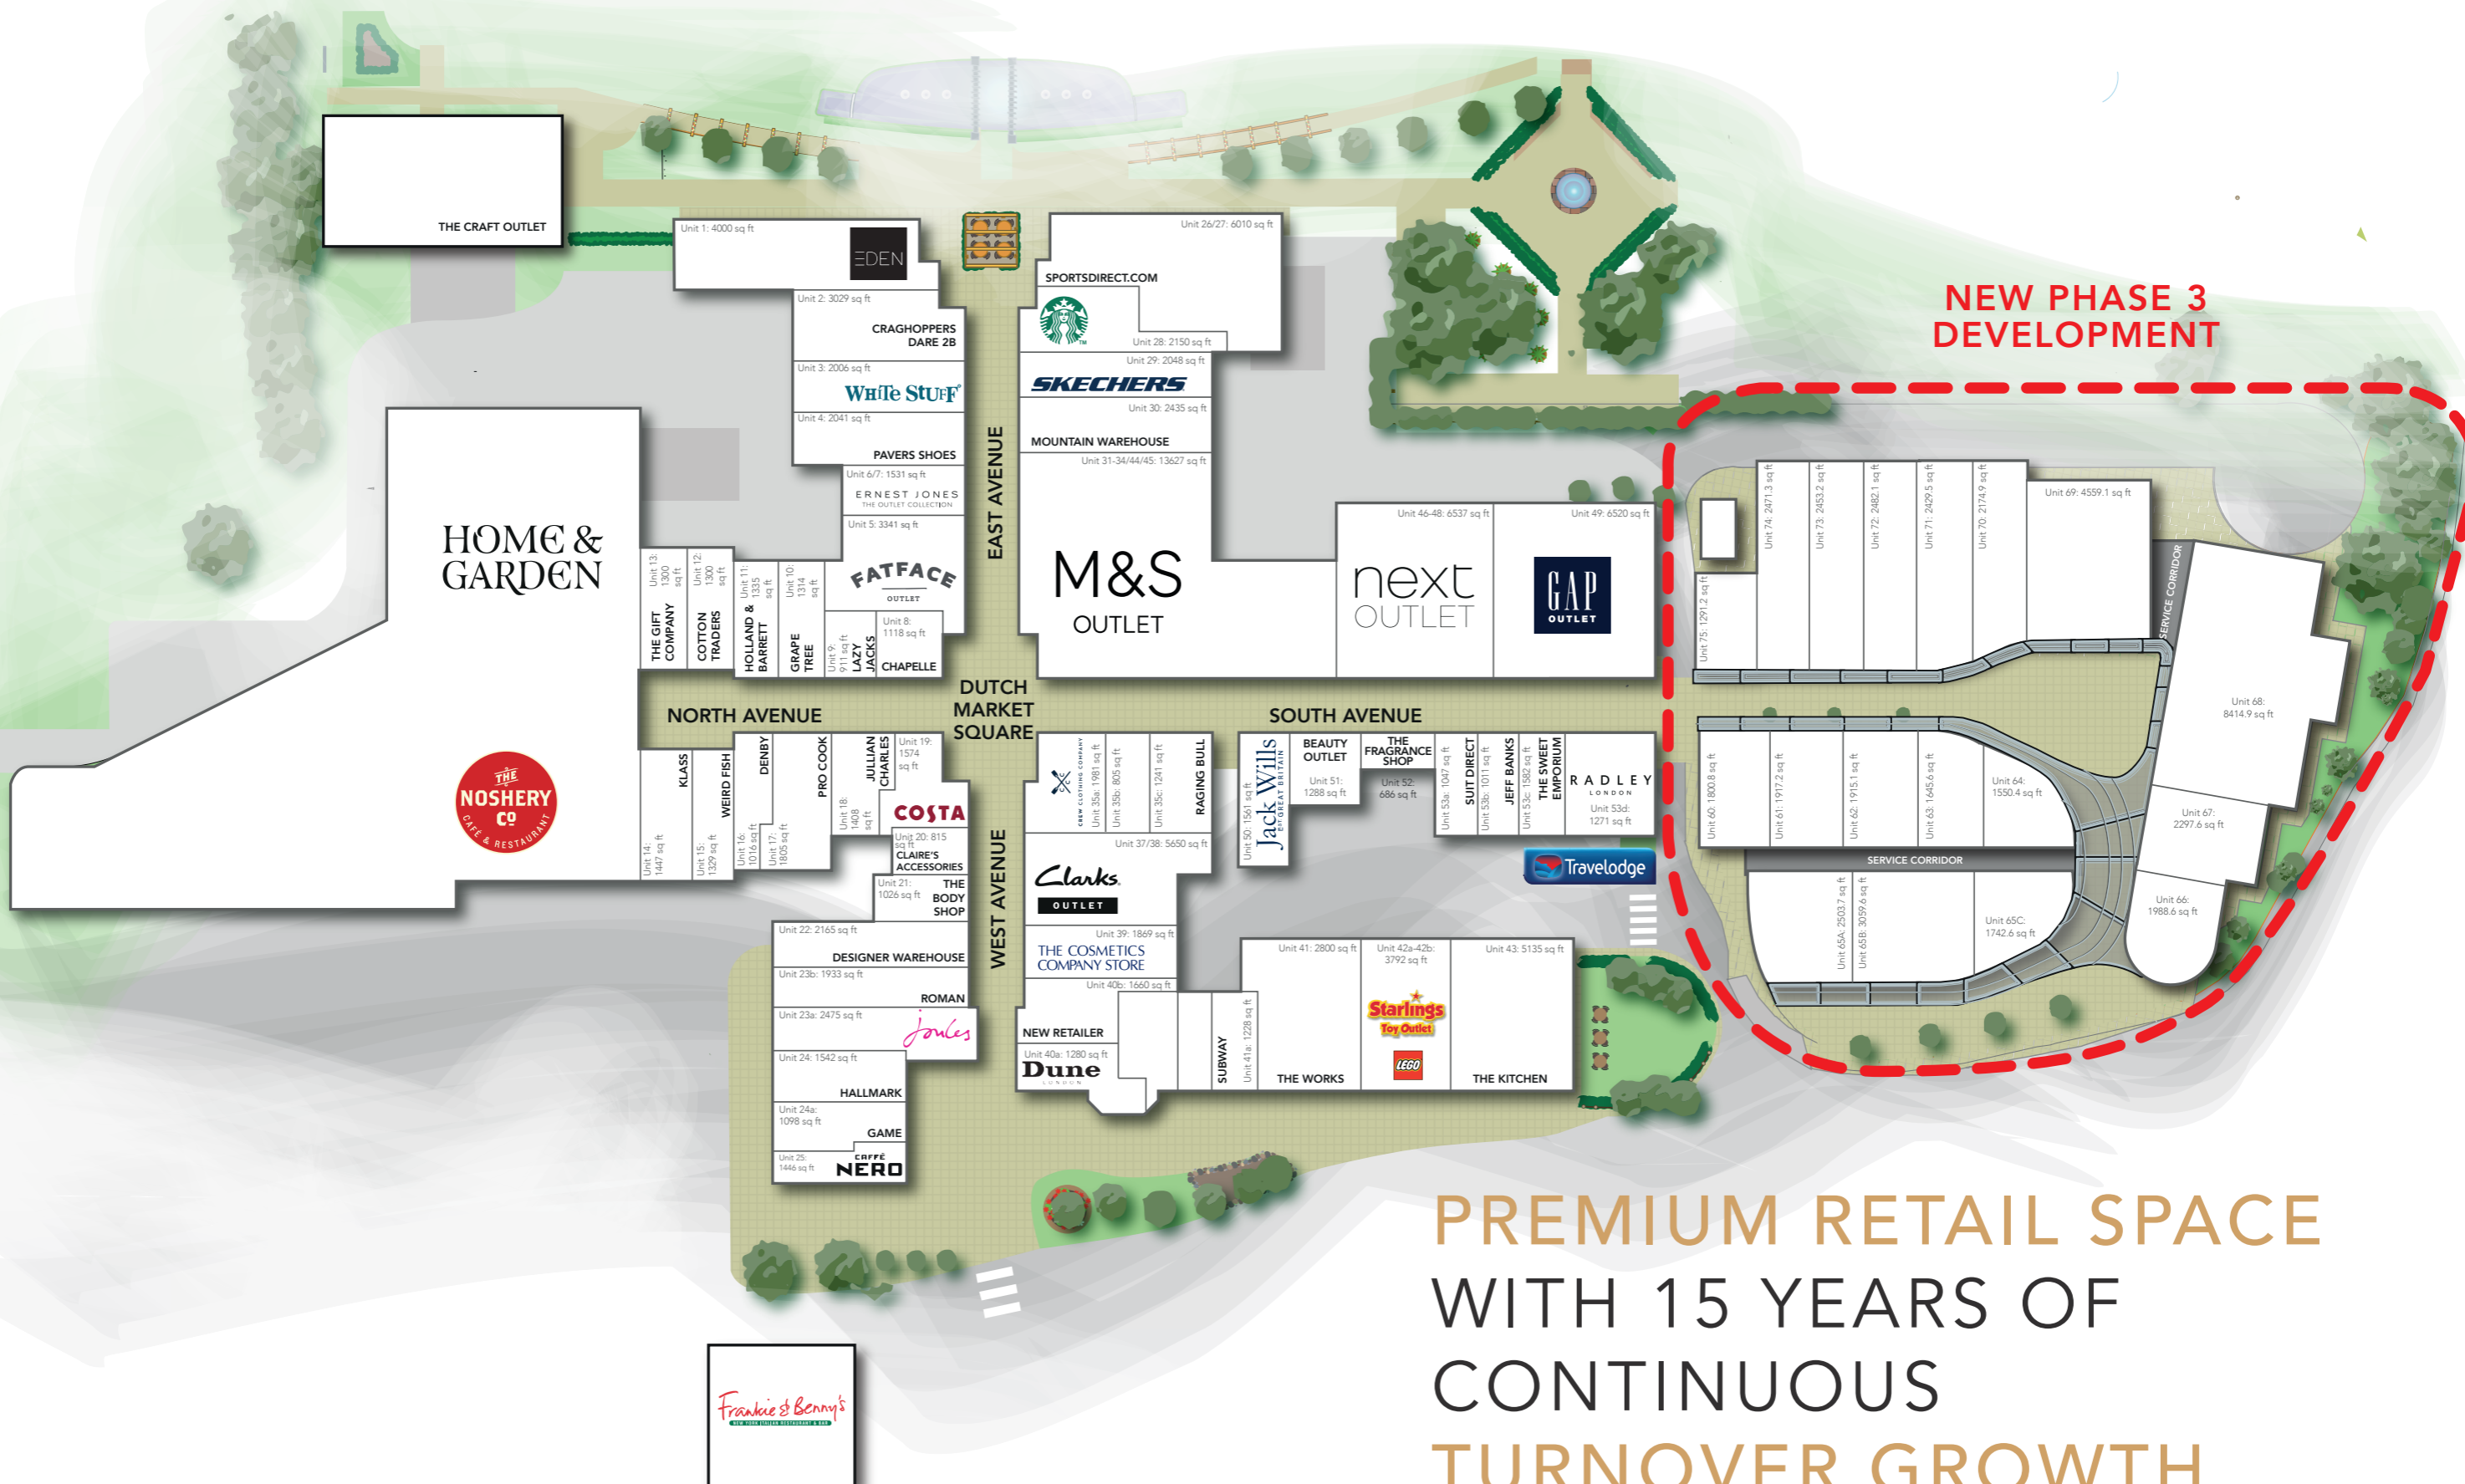 THE CRAFT OUTLET
Unit 1: 4000 sq ft
EDEN
Unit 2: 3029 sq ft
CRAGHOPPERS
DARE 2B
Unit 3: 2006 sq ft
WHITE STUFF
Unit 4: 2041 sq ft
PAVERS SHOES
Unit 6/7: 1531 sq ft
ERNEST JONES
THE OUTLET COLLECTION
Unit 5: 3341 sq ft
FATFACE
OUTLET
Unit 8:
1118 sq ft
CHAPELLE
Unit 9:
911 sq ft
LAZY
JACKS
Unit 10:
1314
sq ft
GRAPE
TREE
Unit 11:
1335
sq ft
HOLLAND &
BARRETT
Unit 12:
1300
sq ft
COTTON
TRADERS
Unit 13:
1300
sq ft
THE GIFT
COMPANY
HOME &
GARDEN
THE
NOSHERY
CO
CAFÉ & RESTAURANT
EAST AVENUE
Unit 26/27: 6010 sq ft
SPORTSDIRECT.COM
TM
Unit 28: 2150 sq ft
Unit 29: 2048 sq ft
SKECHERS
Unit 30: 2435 sq ft
MOUNTAIN WAREHOUSE
Unit 31-34/44/45: 13627 sq ft
M&S
OUTLET
Unit 46-48: 6537 sq ft
next
OUTLET
Unit 49: 6520 sq ft
GAP
OUTLET
NEW PHASE 3
DEVELOPMENT
Unit 75: 1291.2 sq ft
Unit 74: 2471.3 sq ft
Unit 73: 2453.2 sq ft
Unit 72: 2482.1 sq ft
Unit 71: 2429.5 sq ft
Unit 70: 2174.9 sq ft
Unit 69: 4559.1 sq ft
SERVICE CORRIDOR
Unit 68:
8414.9 sq ft
Unit 67:
2297.6 sq ft
Unit 66:
1988.6 sq ft
Unit 60: 1800.8 sq ft
Unit 61: 1917.2 sq ft
Unit 62: 1915.1 sq ft
Unit 63: 1645.6 sq ft
Unit 64:
1550.4 sq ft
SERVICE CORRIDOR
Unit 65A: 2503.7 sq ft
Unit 65B: 3059.6 sq ft
Unit 65C:
1742.6 sq ft
NORTH AVENUE
DUTCH
MARKET
SQUARE
SOUTH AVENUE
Unit 14:
1447 sq ft
KLASS
Unit 15:
1329 sq ft
WEIRD FISH
Unit 16:
1016 sq ft
DENBY
Unit 17:
1805 sq ft
PRO COOK
Unit 18:
1408
sq ft
JULLIAN
CHARLES
Unit 19:
1574
sq ft
COSTA
Unit 20: 815
sq ft
CLAIRE'S
ACCESSORIES
Unit 21:
1026 sq ft
THE
BODY
SHOP
Unit 22: 2165 sq ft
DESIGNER WAREHOUSE
Unit 23b: 1933 sq ft
ROMAN
Unit 23a: 2475 sq ft
Joules
Unit 24: 1542 sq ft
HALLMARK
Unit 24a:
1098 sq ft
GAME
Unit 25:
1446 sq ft
CAFFÈ
NERO
WEST AVENUE
CREW CLOTHING COMPANY
Unit 35a: 1981 sq ft
Unit 35b: 805 sq ft
Unit 35c: 1241 sq ft
RAGING BULL
Unit 37/38: 5650 sq ft
Clarks
OUTLET
Unit 39: 1869 sq ft
THE COSMETICS
COMPANY STORE
Unit 40b: 1660 sq ft
NEW RETAILER
Unit 40a: 1280 sq ft
Dune
LONDON
SUBWAY
Unit 41a: 1228 sq ft
Unit 41: 2800 sq ft
THE WORKS
Unit 42a-42b:
3792 sq ft
Starlings
Toy Outlet
LEGO
Unit 43: 5135 sq ft
THE KITCHEN
Unit 50: 1561 sq ft
Jack Wills
EST GREAT BRITAIN
BEAUTY
OUTLET
Unit 51:
1288 sq ft
THE
FRAGRANCE
SHOP
Unit 52:
686 sq ft
Unit 53a: 1047 sq ft
SUIT DIRECT
Unit 53b: 1011 sq ft
JEFF BANKS
Unit 53c: 1582 sq ft
THE SWEET
EMPORIUM
RADLEY
LONDON
Unit 53d:
1271 sq ft
Travelodge
Frankie & Benny's
NEW YORK ITALIAN RESTAURANT & BAR
PREMIUM RETAIL SPACE
WITH 15 YEARS OF
CONTINUOUS
TURNOVER GROWTH